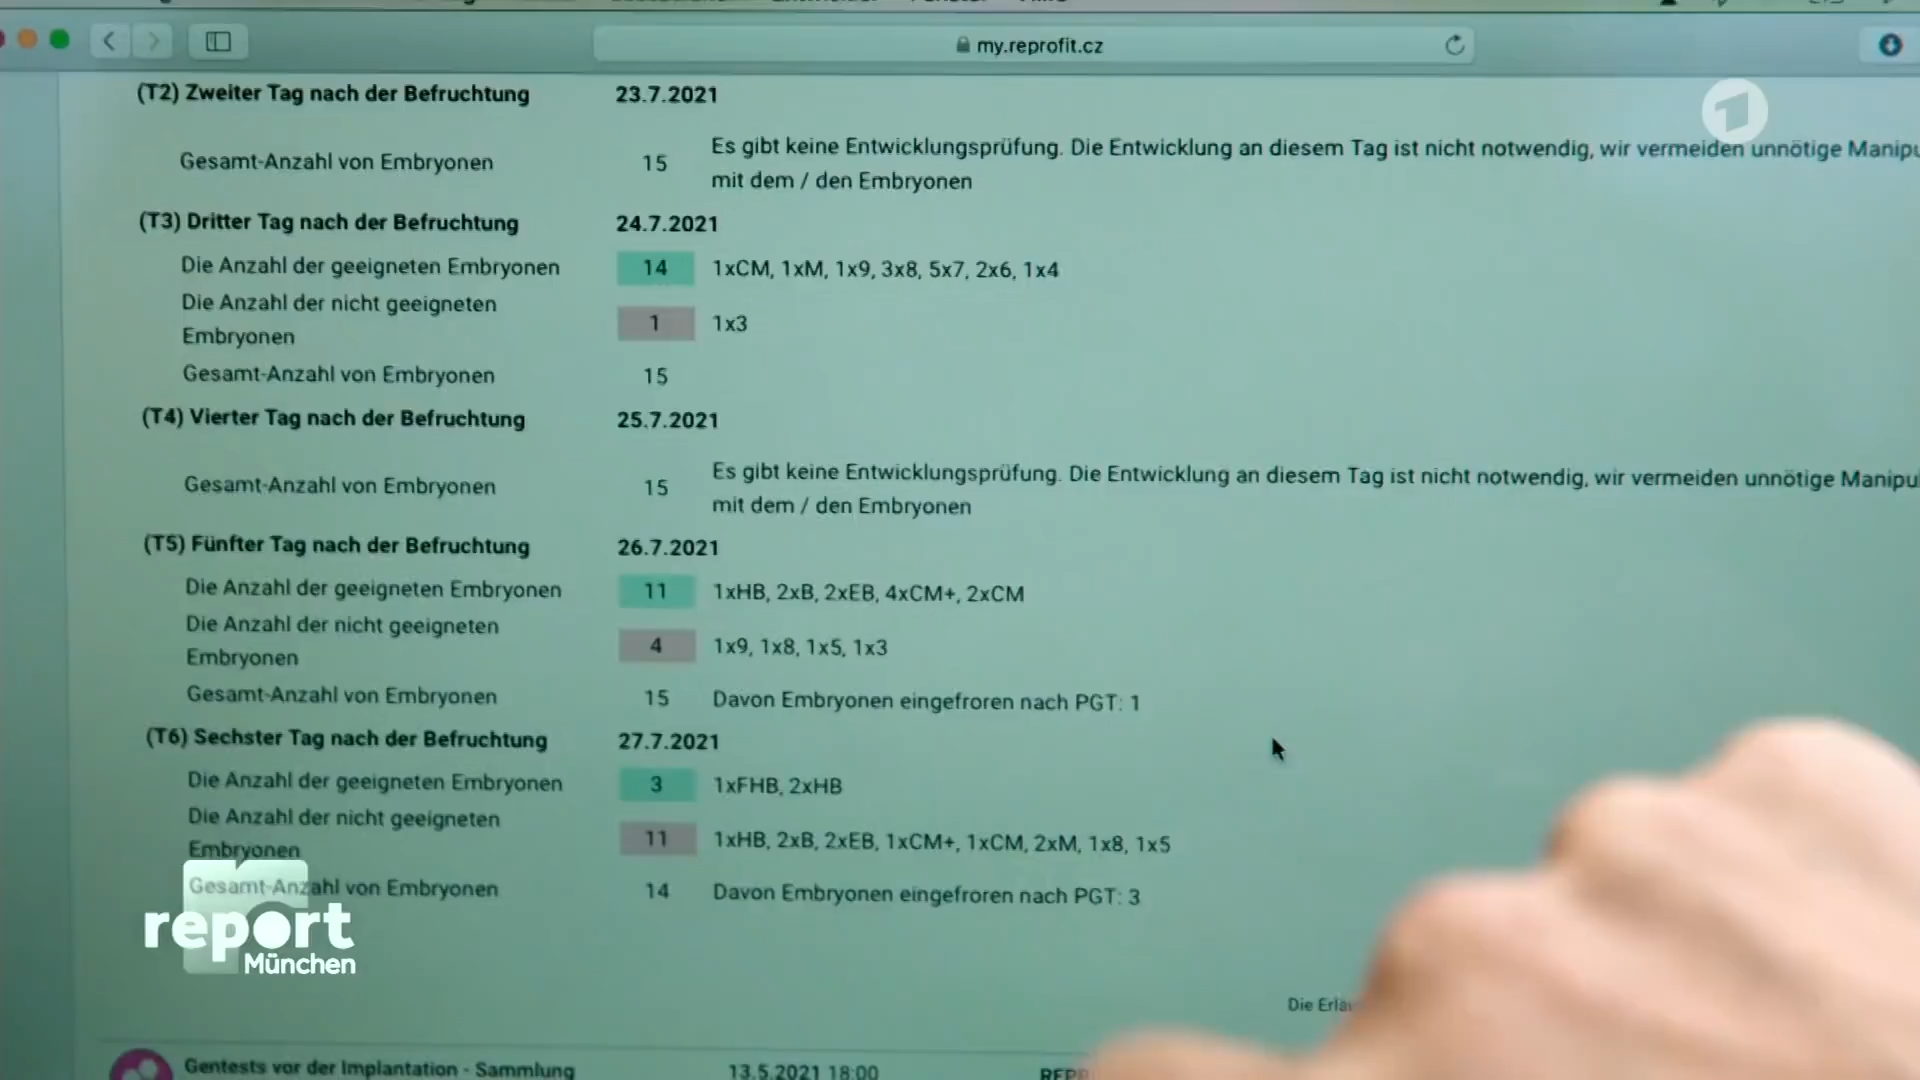 my.reprofit.cz
(T2) Zweiter Tag nach der Befruchtung 23.7.2021
Gesamt-Anzahl von Embryonen 15 Es gibt keine Entwicklungsprüfung. Die Entwicklung an diesem Tag ist nicht notwendig, wir vermeiden unnötige
mit dem / den Embryonen
(T3) Dritter Tag nach der Befruchtung 24.7.2021
Die Anzahl der geeigneten Embryonen 14 1xCM, 1xM, 1x9, 3x8, 5x7, 2x6, 1x4
Die Anzahl der nicht geeigneten
Embryonen 1 1x3
Gesamt-Anzahl von Embryonen 15
(T4) Vierter Tag nach der Befruchtung 25.7.2021
Gesamt-Anzahl von Embryonen 15 Es gibt keine Entwicklungsprüfung. Die Entwicklung an diesem Tag ist nicht notwendig, wir vermeiden unnötige
mit dem / den Embryonen
(T5) Fünfter Tag nach der Befruchtung 26.7.2021
Die Anzahl der geeigneten Embryonen 11 1xHB, 2xB, 2xEB, 4xCM+, 2xCM
Die Anzahl der nicht geeigneten
Embryonen 4 1x9, 1x8, 1x5, 1x3
Gesamt-Anzahl von Embryonen 15 Davon Embryonen eingefroren nach PGT: 1
(T6) Sechster Tag nach der Befruchtung 27.7.2021
Die Anzahl der geeigneten Embryonen 3 1xFHB, 2xHB
Die Anzahl der nicht geeigneten
Embryonen 11 1xHB, 2xB, 2xEB, 1xCM+, 1xCM, 2xM, 1x8, 1x5
Gesamt-Anzahl von Embryonen 14 Davon Embryonen eingefroren nach PGT: 3
report
München
Die
Gentests vor der Implantation - Sammlung 13.5.2021 18:00